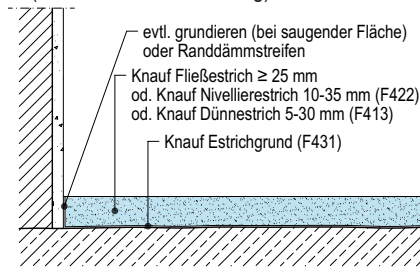 evtl. grundieren (bei saugender Fläche)
oder Randdämmstreifen
Knauf Fließestrich ≥ 25 mm
od. Knauf Nivellierestrich 10-35 mm (F422)
od. Knauf Dünnestrich 5-30 mm (F413)
Knauf Estrichgrund (F431)